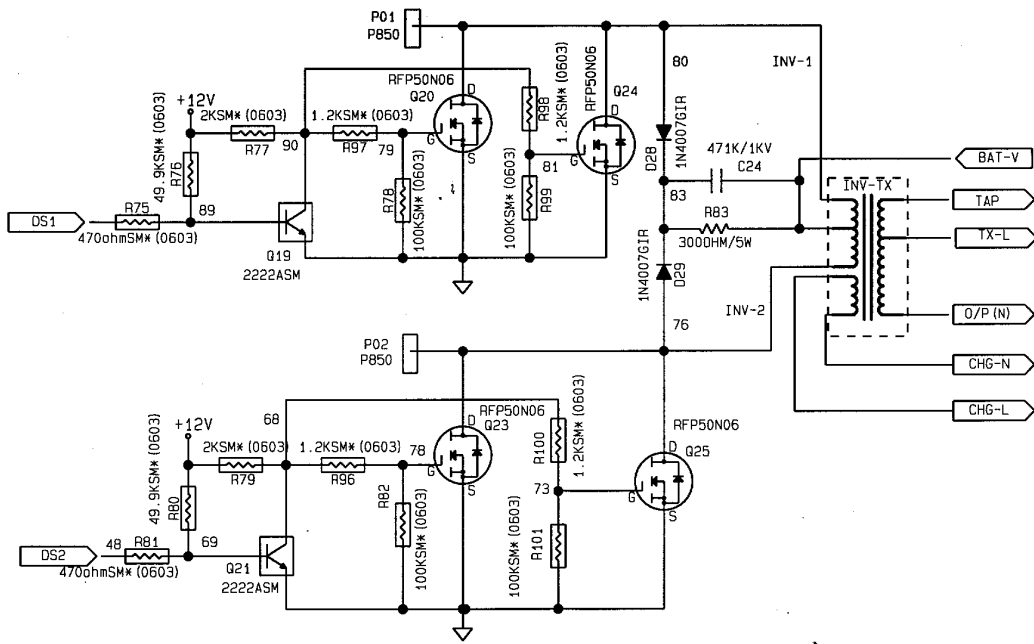 P01
P850
RFP50N06
Q20
D
G
S
+12V
2KSM* (0603)
R77
90
1.2KSM* (0603)
R97
79
49.9KSM* (0603)
R76
R78
100KSM* (0603)
R98
1.2KSM* (0603)
81
R99
100KSM* (0603)
RFP50N06
Q24
D
G
S
DS1
R75
470ohmSM* (0603)
89
Q19
2222ASM
80
INV-1
D28
1N4007GIR
471K/1KV
C24
83
R83
300OHM/5W
1N4007GIR
D29
76
INV-2
INV-TX
BAT-V
TAP
TX-L
O/P(N)
CHG-N
CHG-L
P02
P850
68
RFP50N06
Q23
D
G
S
+12V
2KSM* (0603)
R79
1.2KSM* (0603)
R96
78
49.9KSM* (0603)
R80
R82
100KSM* (0603)
R100
1.2KSM* (0603)
73
R101
100KSM* (0603)
RFP50N06
Q25
D
G
S
DS2
48
R81
470ohmSM* (0603)
69
Q21
2222ASM